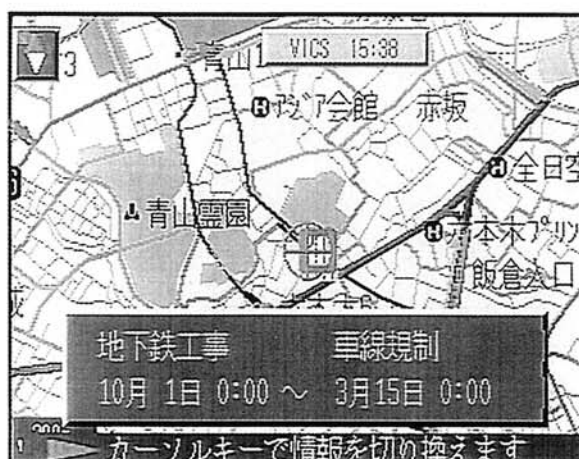 青山1
VICS 15:38
3
アジア会館
赤坂
全日空
青山霊園
六本木プリン
飯倉入口
地下鉄工事 車線規制
10月 1日 0:00 ～ 3月15日 0:00
カーソルキーで情報を切り換えます